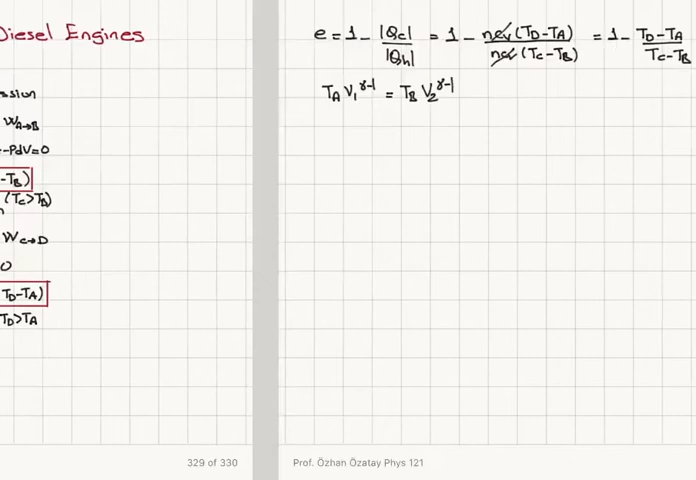 Diesel Engines
ssion
W_{A→B}
-PdV=0
-T_B)
(T_C>T_B)
W_{C→D}
0
T_D-T_A)
T_D>T_A
329 of 330
e = 1 - |Q_c|/|Q_h| = 1 - nc_V(T_D-T_A)/nc_V(T_C-T_B) = 1 - T_D-T_A/T_C-T_B
T_A V_1^{γ-1} = T_B V_2^{γ-1}
Prof. Özhan Özatay Phys 121